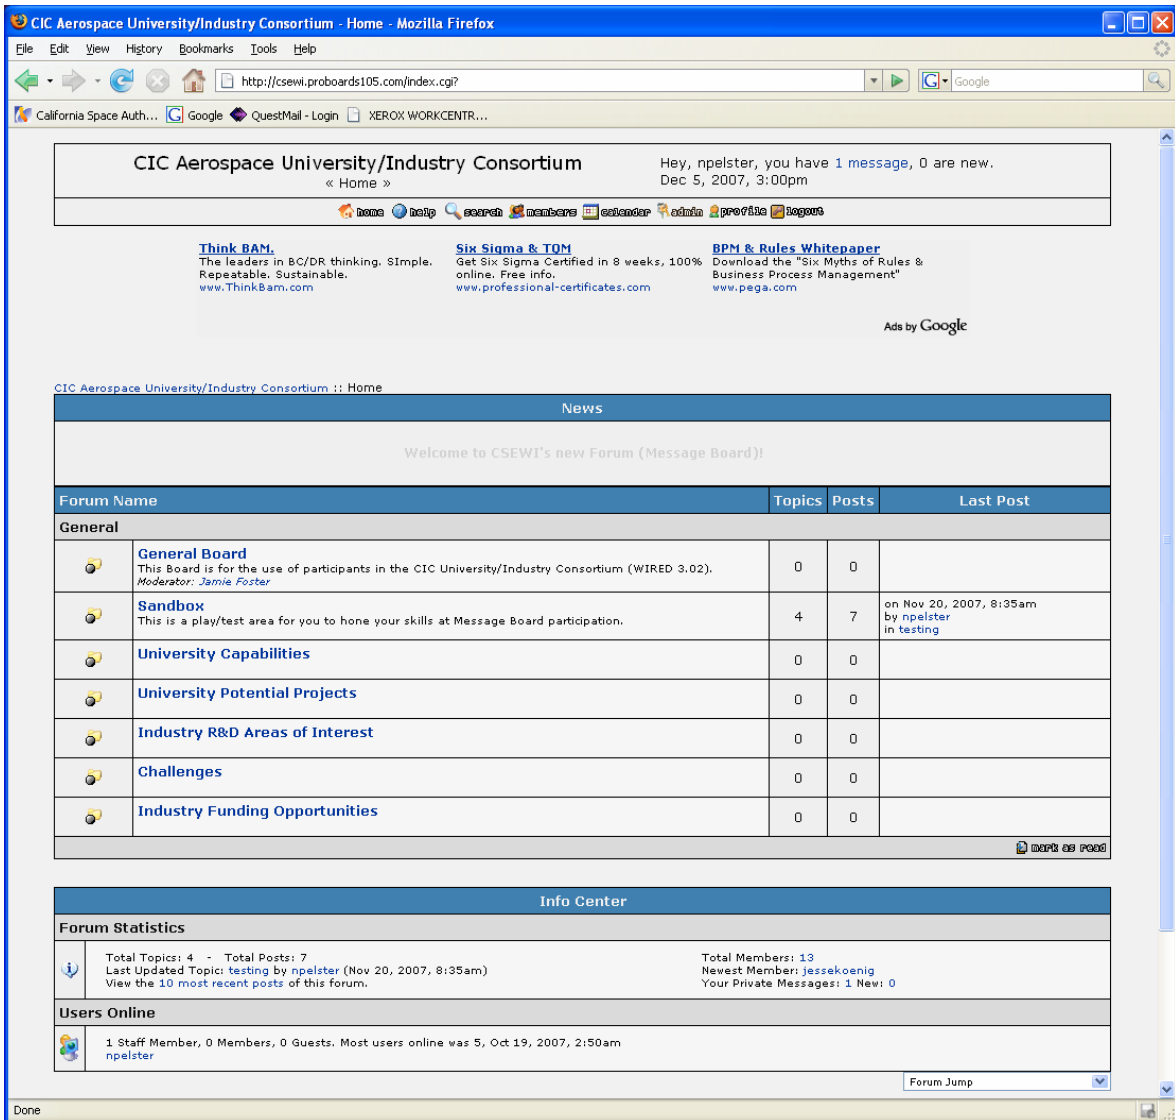 CIC Aerospace University/Industry Consortium - Home - Mozilla Firefox
File Edit View History Bookmarks Tools Help
http://csewi.proboards105.com/index.cgi?
G Google
California Space Auth... Google QuestMail - Login XEROX WORKCENTR...
CIC Aerospace University/Industry Consortium
« Home »
Hey, npelster, you have 1 message, 0 are new.
Dec 5, 2007, 3:00pm
home help search members calendar admin profile logout
Think BAM.
The leaders in BC/DR thinking. SImple.
Repeatable. Sustainable.
www.ThinkBam.com
Six Sigma & TQM
Get Six Sigma Certified in 8 weeks, 100%
online. Free info.
www.professional-certificates.com
BPM & Rules Whitepaper
Download the "Six Myths of Rules &
Business Process Management"
www.pega.com
Ads by Google
CIC Aerospace University/Industry Consortium :: Home
News
Welcome to CSEWI's new Forum (Message Board)!
Forum Name Topics Posts Last Post
General
General Board
This Board is for the use of participants in the CIC University/Industry Consortium (WIRED 3.02).
Moderator: Jamie Foster
0 0
Sandbox
This is a play/test area for you to hone your skills at Message Board participation.
4 7
on Nov 20, 2007, 8:35am
by npelster
in testing
University Capabilities
0 0
University Potential Projects
0 0
Industry R&D Areas of Interest
0 0
Challenges
0 0
Industry Funding Opportunities
0 0
mark as read
Info Center
Forum Statistics
Total Topics: 4 - Total Posts: 7
Last Updated Topic: testing by npelster (Nov 20, 2007, 8:35am)
View the 10 most recent posts of this forum.
Total Members: 13
Newest Member: jessekoenig
Your Private Messages: 1 New: 0
Users Online
1 Staff Member, 0 Members, 0 Guests. Most users online was 5, Oct 19, 2007, 2:50am
npelster
Forum Jump
Done